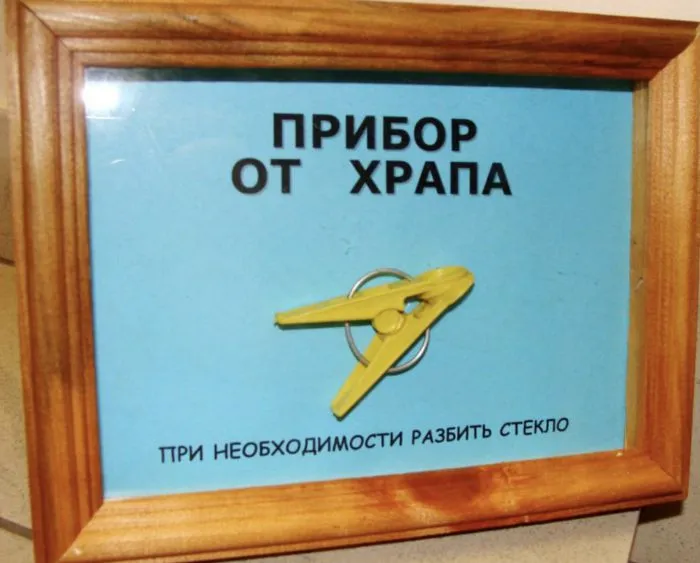 ПРИБОР
ОТ ХРАПА
ПРИ НЕОБХОДИМОСТИ РАЗБИТЬ СТЕКЛО